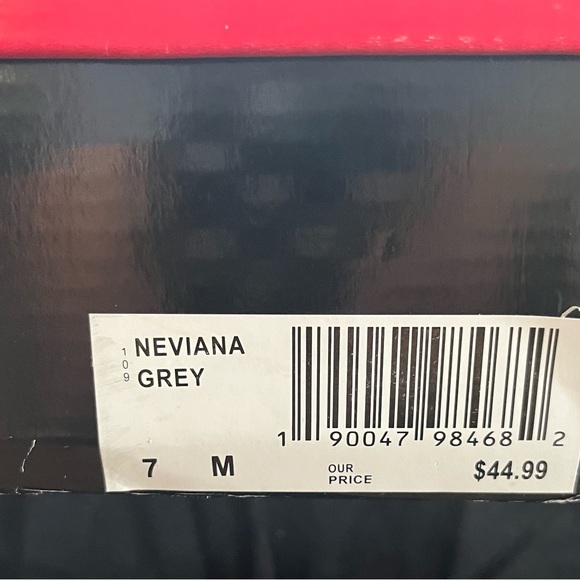 109
NEVIANA
GREY
7 M
1 90047 98468 2
OUR
PRICE
$44.99